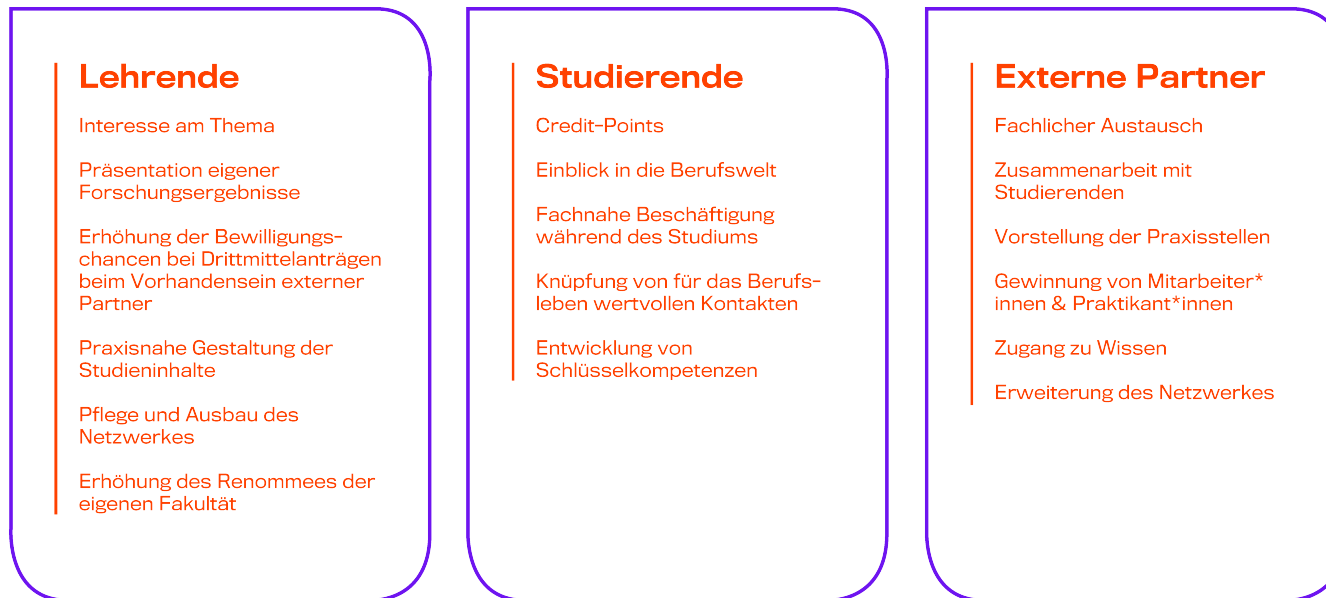 Lehrende
Interesse am Thema
Präsentation eigener
Forschungsergebnisse
Erhöhung der Bewilligungs-
chancen bei Drittmittelanträgen
beim Vorhandensein externer
Partner
Praxisnahe Gestaltung der
Studieninhalte
Pflege und Ausbau des
Netzwerkes
Erhöhung des Renommees der
eigenen Fakultät
Studierende
Credit-Points
Einblick in die Berufswelt
Fachnahe Beschäftigung
während des Studiums
Knüpfung von für das Berufs-
leben wertvollen Kontakten
Entwicklung von
Schlüsselkompetenzen
Externe Partner
Fachlicher Austausch
Zusammenarbeit mit
Studierenden
Vorstellung der Praxisstellen
Gewinnung von Mitarbeiter*
innen & Praktikant*innen
Zugang zu Wissen
Erweiterung des Netzwerkes